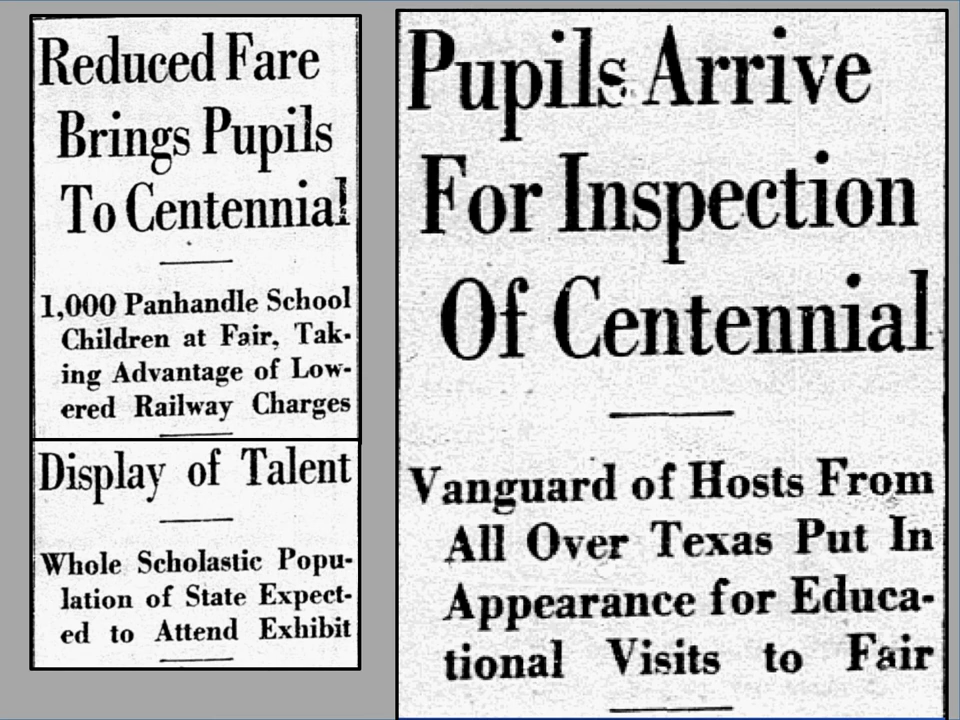 Reduced Fare
Brings Pupils
To Centennial
1,000 Panhandle School
Children at Fair, Tak-
ing Advantage of Low-
ered Railway Charges
Display of Talent
Whole Scholastic Popu-
lation of State Expect-
ed to Attend Exhibit
Pupils Arrive
For Inspection
Of Centennial
Vanguard of Hosts From
All Over Texas Put In
Appearance for Educa-
tional Visits to Fair